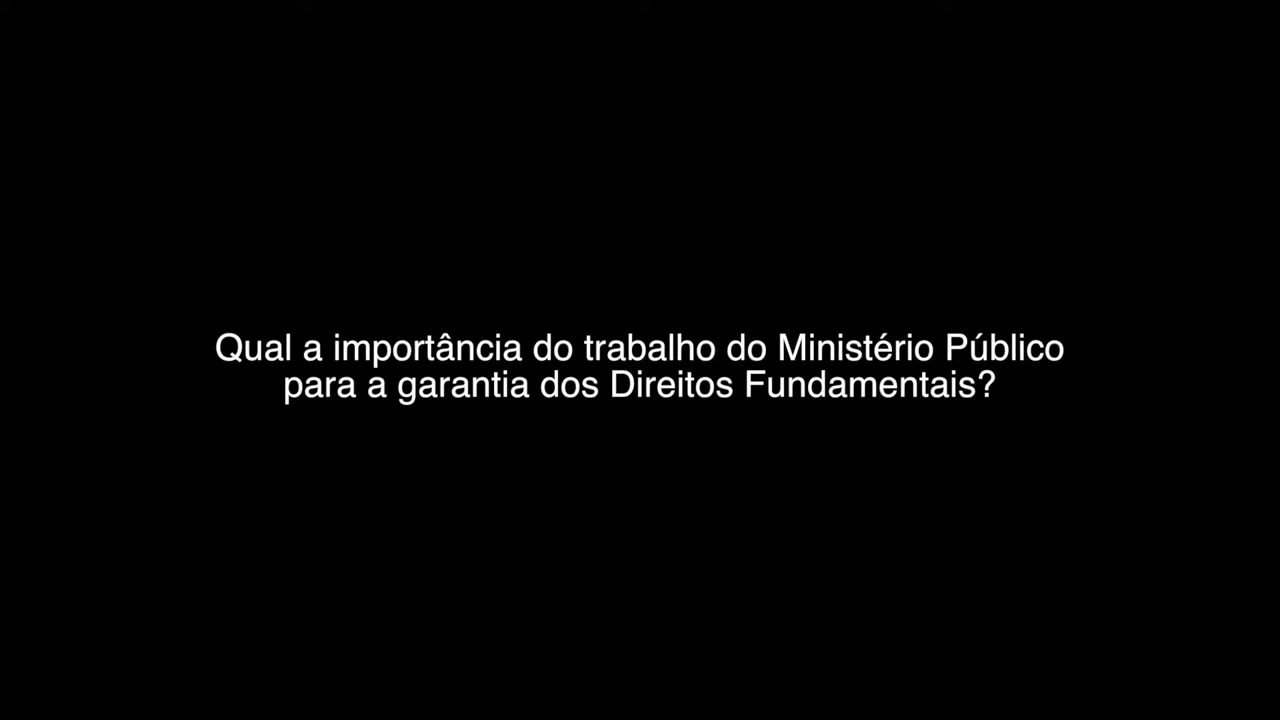 Qual a importância do trabalho do Ministério Público
para a garantia dos Direitos Fundamentais?